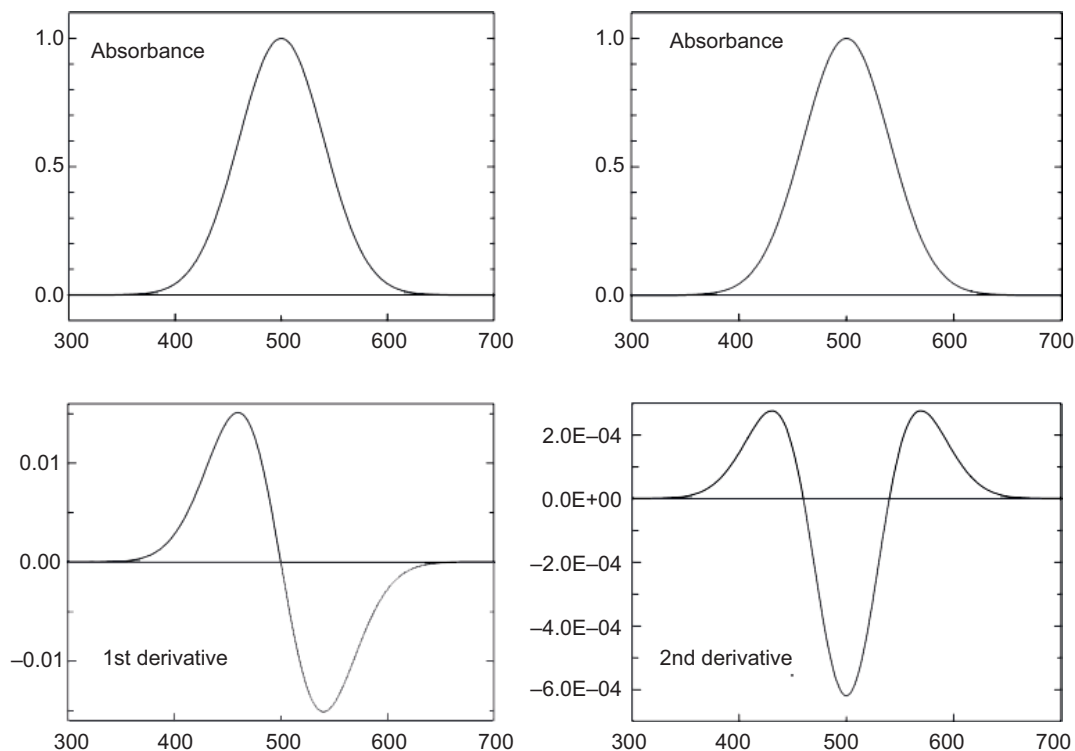 Absorbance
1.0
0.5
0.0
300 400 500 600 700
Absorbance
1.0
0.5
0.0
300 400 500 600 700
0.01
0.00
–0.01
1st derivative
300 400 500 600 700
2.0E–04
0.0E+00
–2.0E–04
–4.0E–04
–6.0E–04
2nd derivative
300 400 500 600 700